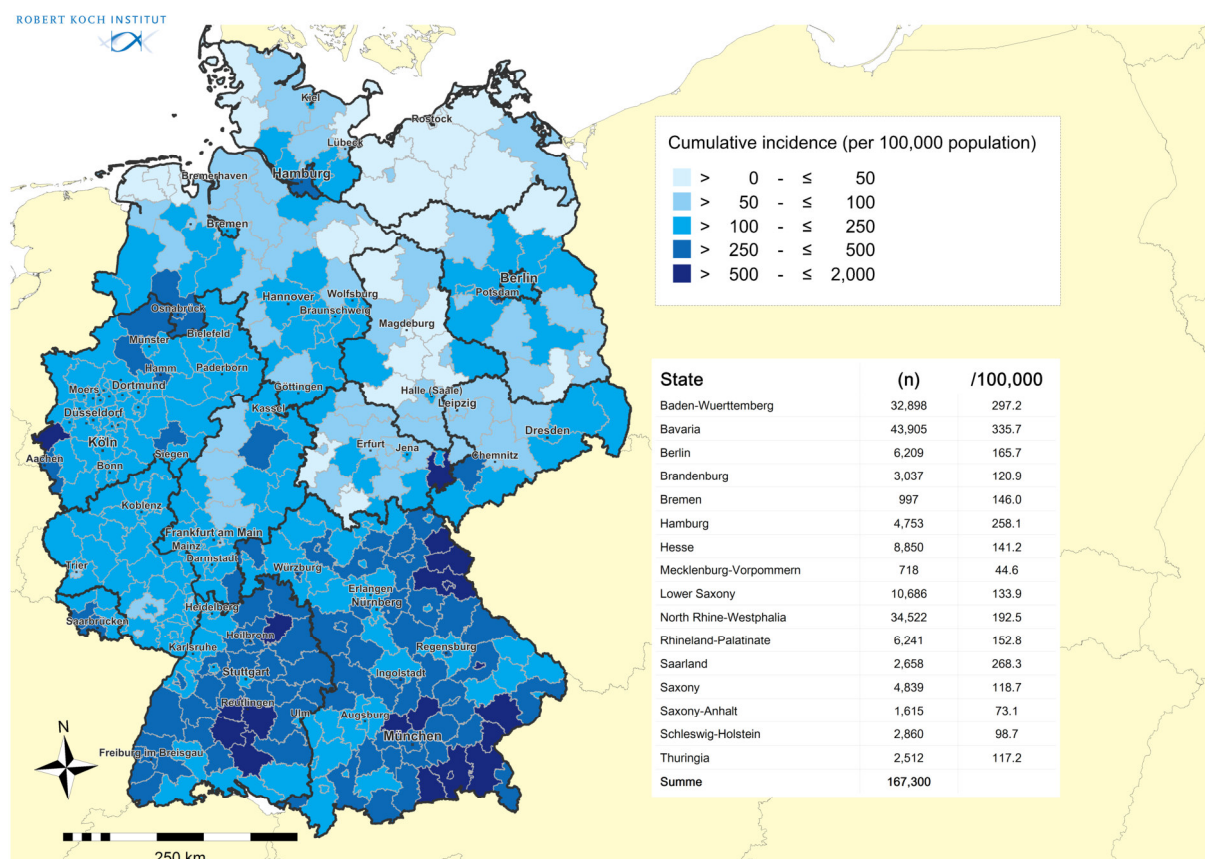 ROBERT KOCH INSTITUT
Kiel
Rostock
Lübeck
Bremerhaven
Hamburg
Bremen
Berlin
Potsdam
Hannover
Wolfsburg
Braunschweig
Osnabrück
Magdeburg
Münster
Bielefeld
Hamm
Paderborn
Göttingen
Moers
Dortmund
Halle (Saale)
Leipzig
Düsseldorf
Kassel
Köln
Dresden
Erfurt
Jena
Aachen
Siegen
Chemnitz
Bonn
Koblenz
Frankfurt am Main
Mainz
Darmstadt
Würzburg
Trier
Erlangen
Nürnberg
Heidelberg
Saarbrücken
Heilbronn
Karlsruhe
Regensburg
Stuttgart
Ingolstadt
Reutlingen
Ulm
Augsburg
München
Freiburg im Breisgau
N
250 km
Cumulative incidence (per 100,000 population)
> 0 - ≤ 50
> 50 - ≤ 100
> 100 - ≤ 250
> 250 - ≤ 500
> 500 - ≤ 2,000
State (n) /100,000
Baden-Wuerttemberg 32,898 297.2
Bavaria 43,905 335.7
Berlin 6,209 165.7
Brandenburg 3,037 120.9
Bremen 997 146.0
Hamburg 4,753 258.1
Hesse 8,850 141.2
Mecklenburg-Vorpommern 718 44.6
Lower Saxony 10,686 133.9
North Rhine-Westphalia 34,522 192.5
Rhineland-Palatinate 6,241 152.8
Saarland 2,658 268.3
Saxony 4,839 118.7
Saxony-Anhalt 1,615 73.1
Schleswig-Holstein 2,860 98.7
Thuringia 2,512 117.2
Summe 167,300